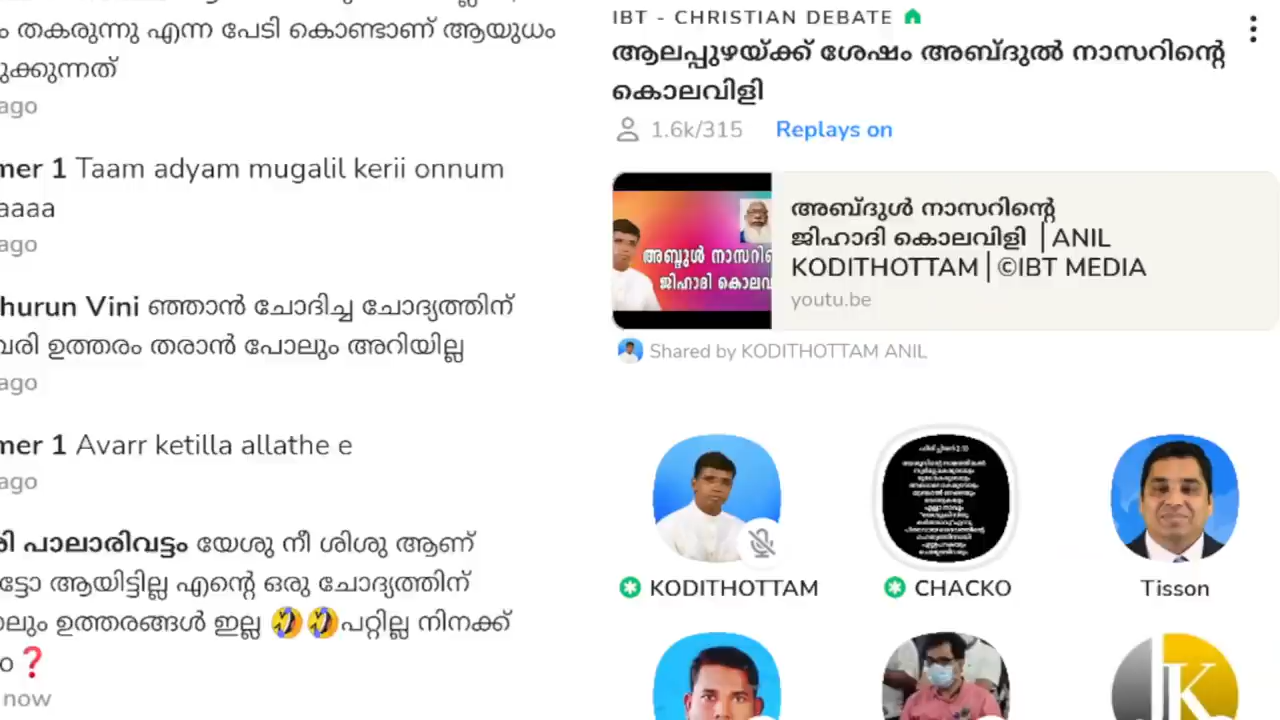 ം തകരുന്നു എന്ന പേടി കൊണ്ടാണ് ആയുധം
ുക്കുന്നത്
ago
mer 1 Taam adyam mugalil kerii onnum
aaaa
ago
hurun Vini ഞ്ഞാൻ ചോദിച്ച ചോദ്യത്തിന്
വരി ഉത്തരം തരാൻ പോലും അറിയില്ല
ago
mer 1 Avarr ketilla allathe e
ago
രി പാലാരിവട്ടം യേശു നീ ശിശു ആണ്
ട്ടോ ആയിട്ടില്ല എന്റെ ഒരു ചോദ്യത്തിന്
ലും ഉത്തരങ്ങൾ ഇല്ല 🤣🤣പറ്റില്ല നിനക്ക്
o❓
now
IBT - CHRISTIAN DEBATE
ആലപ്പുഴയ്ക്ക് ശേഷം അബ്ദുൽ നാസറിന്റെ
കൊലവിളി
1.6k/315 Replays on
അബ്ദുൾ നാസറിന്റെ
ജിഹാദി കൊലവിളി |ANIL
KODITHOTTAM|©IBT MEDIA
youtu.be
അബ്ദുൾ നാസറിന
ജിഹാദി കൊലവ
Shared by KODITHOTTAM ANIL
KODITHOTTAM
CHACKO
Tisson
K